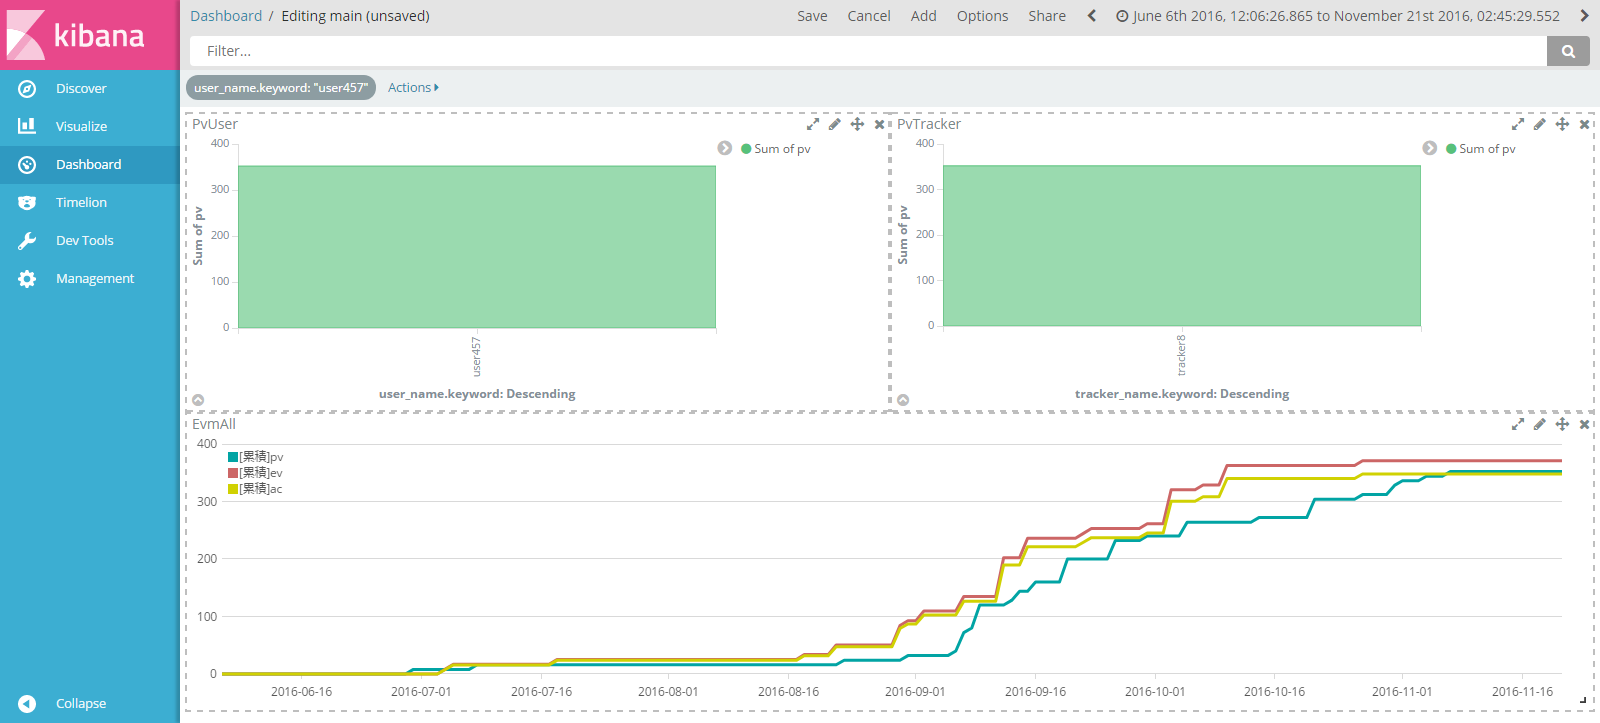 kibana
Discover
Visualize
Dashboard
Timelion
Dev Tools
Management
Collapse
Dashboard / Editing main (unsaved)
Save Cancel Add Options Share June 6th 2016, 12:06:26.865 to November 21st 2016, 02:45:29.552
Filter...
user_name.keyword: "user457" Actions
PvUser
400
300
200
100
0
Sum of pv
Sum of pv
user457
user_name.keyword: Descending
PvTracker
400
300
200
100
0
Sum of pv
Sum of pv
tracker8
tracker_name.keyword: Descending
EvmAll
400
300
200
100
0
[累積]pv
[累積]ev
[累積]ac
2016-06-16 2016-07-01 2016-07-16 2016-08-01 2016-08-16 2016-09-01 2016-09-16 2016-10-01 2016-10-16 2016-11-01 2016-11-16